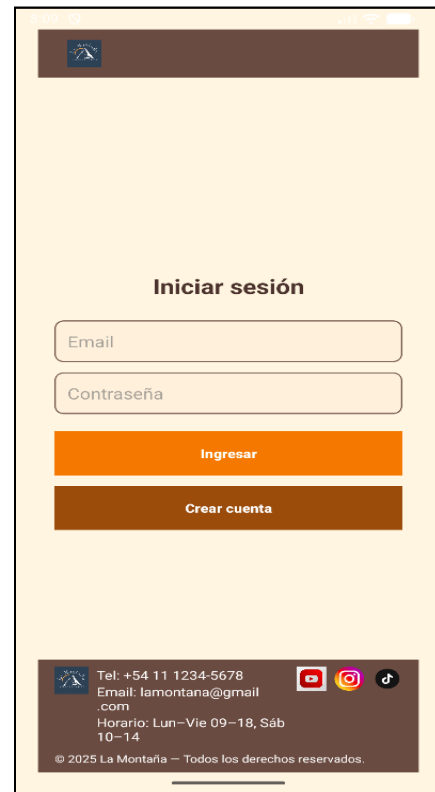 Iniciar sesión
Email
Contraseña
Ingresar
Crear cuenta
Tel: +54 11 1234-5678
Email: lamontana@gmail
.com
Horario: Lun–Vie 09–18, Sáb
10–14
© 2025 La Montaña — Todos los derechos reservados.